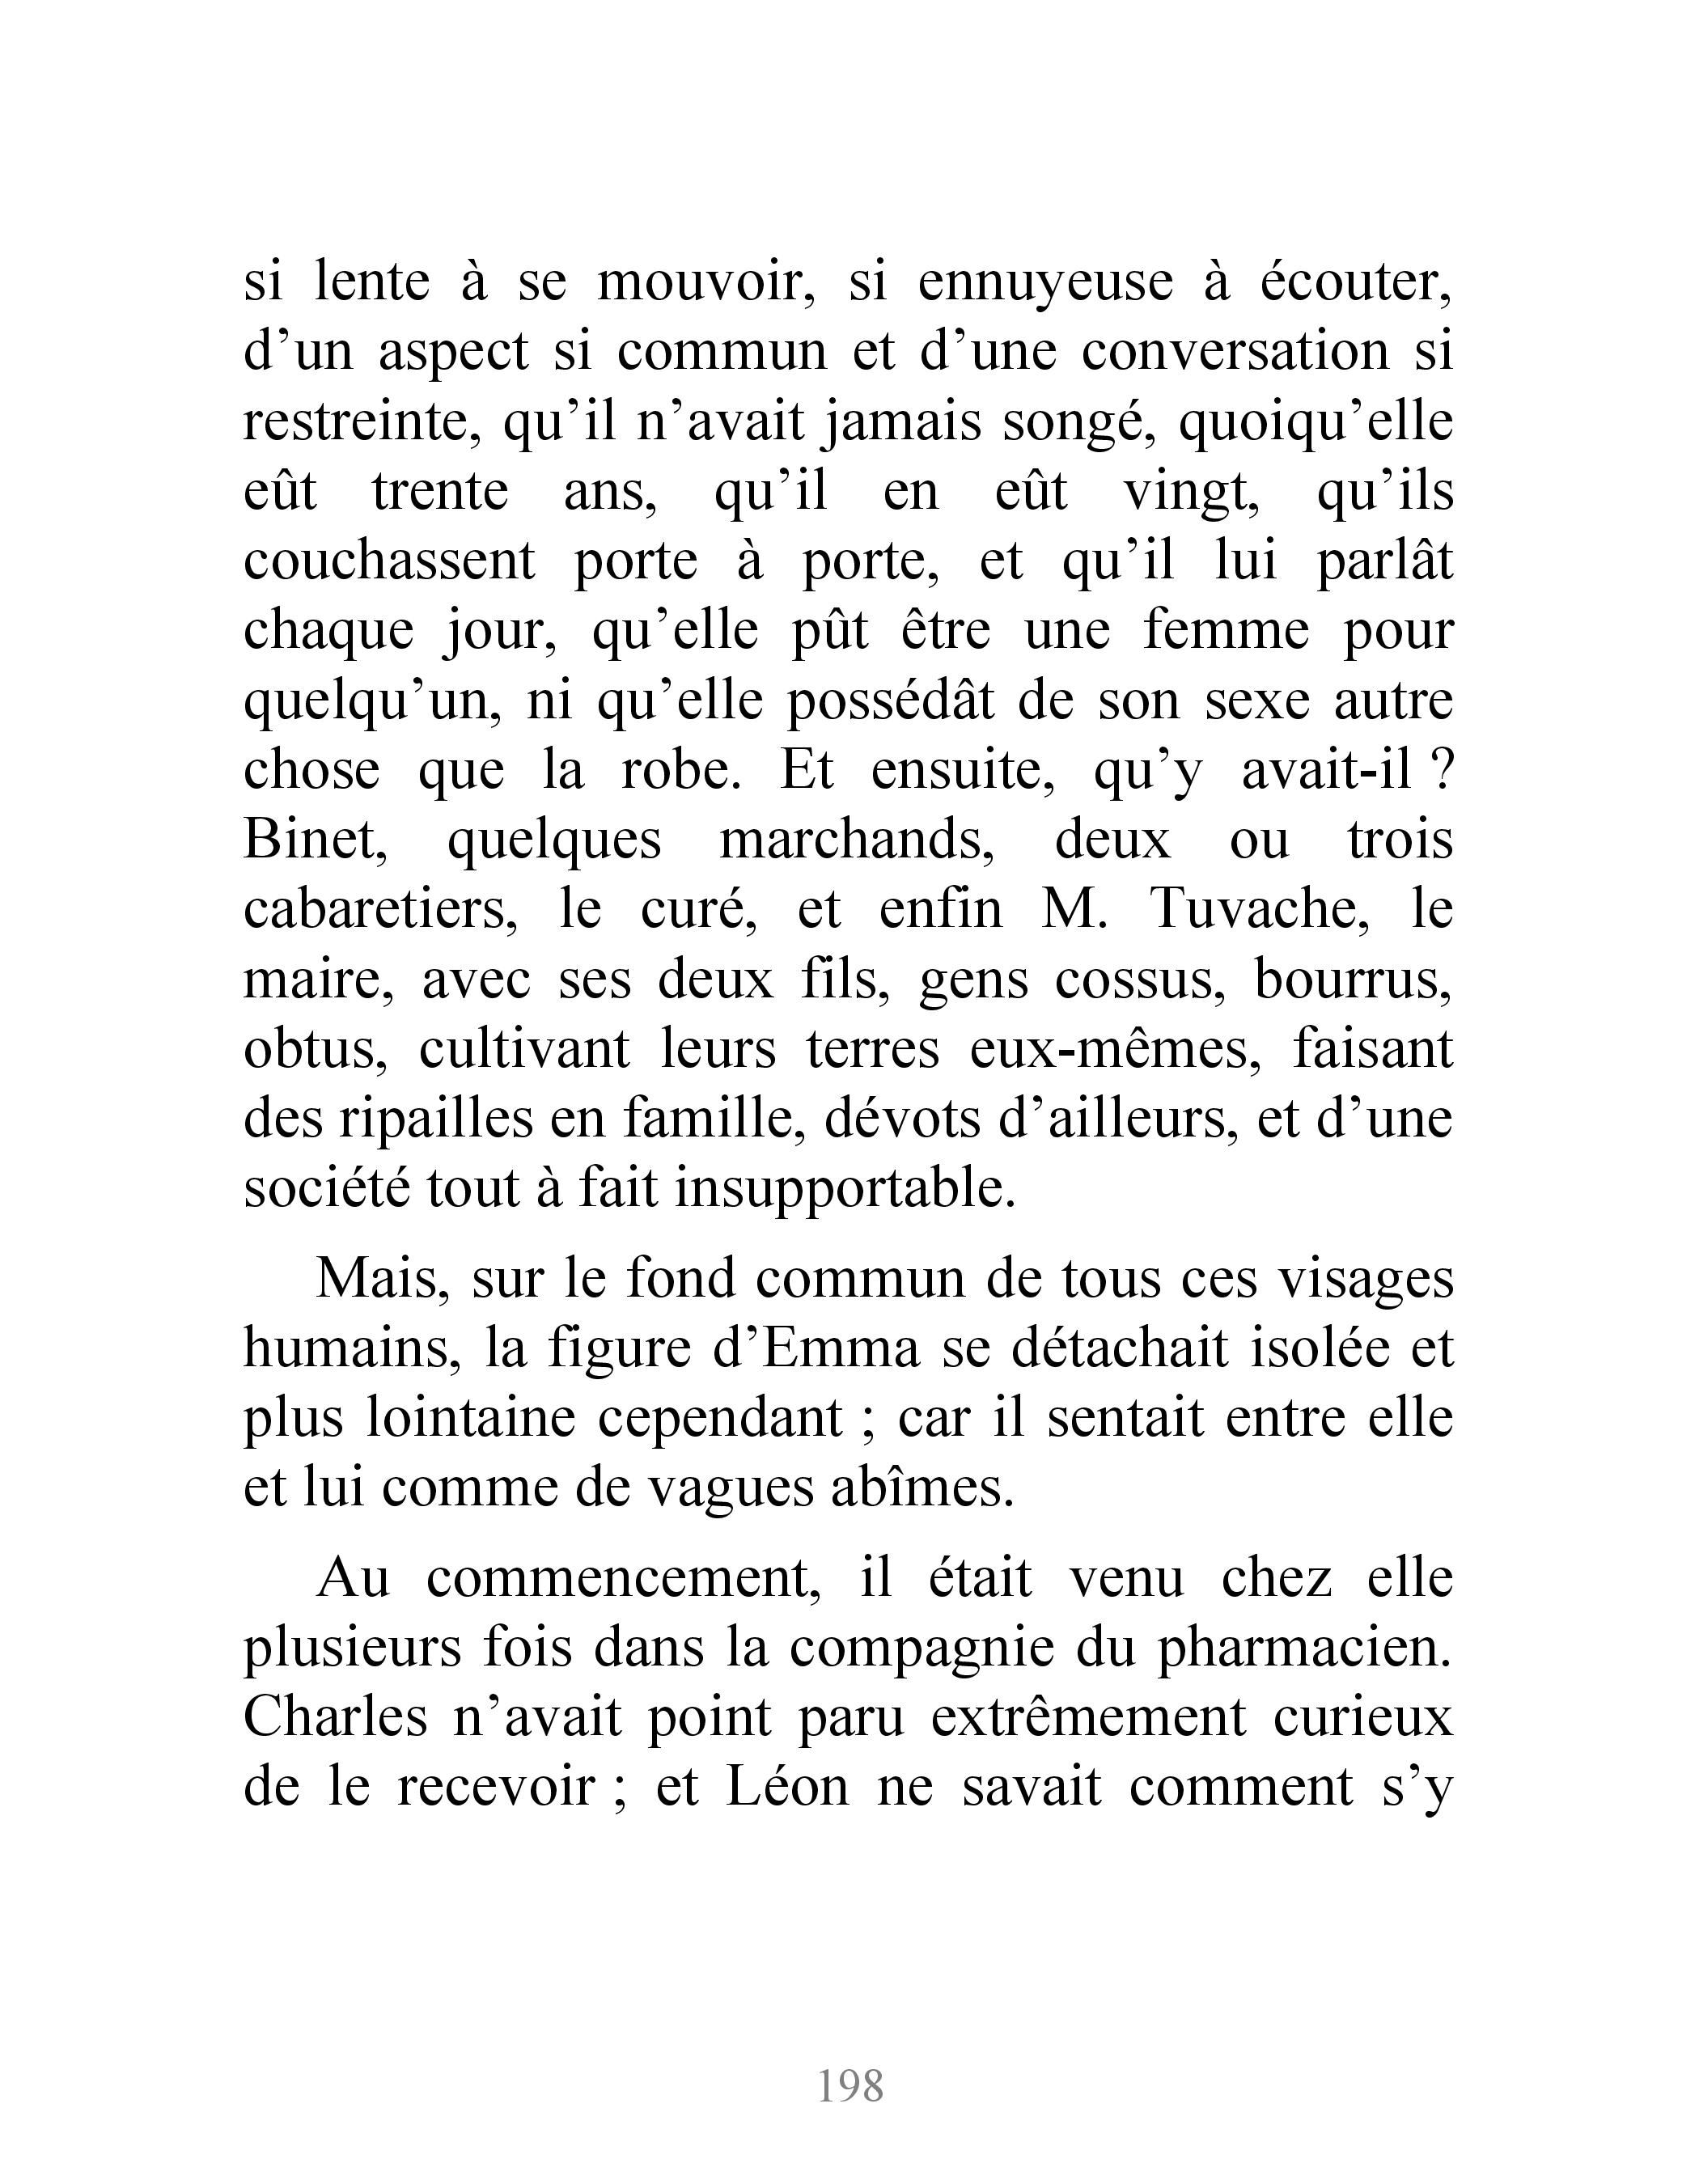 si lente à se mouvoir, si ennuyeuse à écouter,
d’un aspect si commun et d’une conversation si
restreinte, qu’il n’avait jamais songé, quoiqu’elle
eût trente ans, qu’il en eût vingt, qu’ils
couchassent porte à porte, et qu’il lui parlât
chaque jour, qu’elle pût être une femme pour
quelqu’un, ni qu’elle possédât de son sexe autre
chose que la robe. Et ensuite, qu’y avait-il ?
Binet, quelques marchands, deux ou trois
cabaretiers, le curé, et enfin M. Tuvache, le
maire, avec ses deux fils, gens cossus, bourrus,
obtus, cultivant leurs terres eux-mêmes, faisant
des ripailles en famille, dévots d’ailleurs, et d’une
société tout à fait insupportable.
Mais, sur le fond commun de tous ces visages
humains, la figure d’Emma se détachait isolée et
plus lointaine cependant ; car il sentait entre elle
et lui comme de vagues abîmes.
Au commencement, il était venu chez elle
plusieurs fois dans la compagnie du pharmacien.
Charles n’avait point paru extrêmement curieux
de le recevoir ; et Léon ne savait comment s’y
198